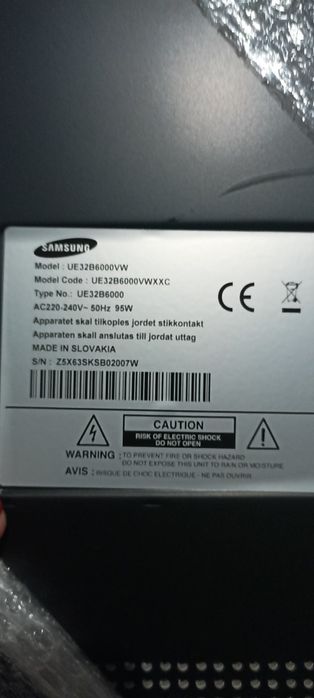 SAMSUNG
Model : UE32B6000VW
Model Code : UE32B6000VWXXC
Type No.: UE32B6000
AC220-240V~ 50Hz 95W
Apparatet skal tilkoples jordet stikkontakt
Apparaten skall anslutas till jordat uttag
MADE IN SLOVAKIA
S/N : Z5X63SKSB02007W
CE
CAUTION
RISK OF ELECTRIC SHOCK
DO NOT OPEN
WARNING : TO PREVENT FIRE OR SHOCK HAZARD
DO NOT EXPOSE THIS UNIT TO RAIN OR MOISTURE
AVIS : RISQUE DE CHOC ELECTRIQUE - NE PAS OUVRIR